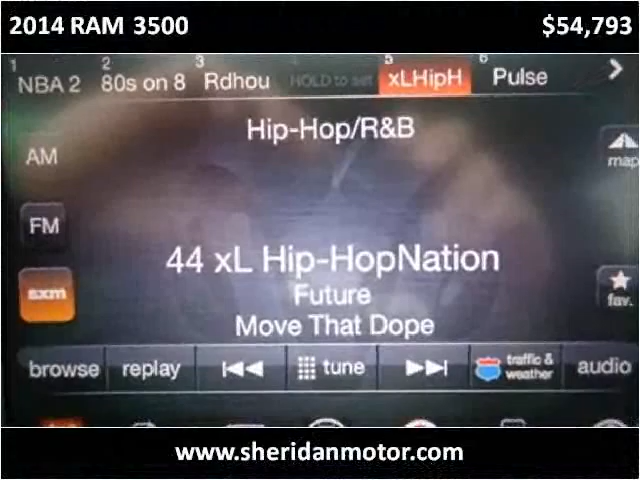 2014 RAM 3500 $54,793
1 2 3 5 6
NBA 2 80s on 8 Rdhou HOLD to set xLHipH Pulse
Hip-Hop/R&B
AM
map
FM
44 xL Hip-HopNation
sxm
Future
fav.
Move That Dope
browse replay tune traffic & weather audio
www.sheridanmotor.com